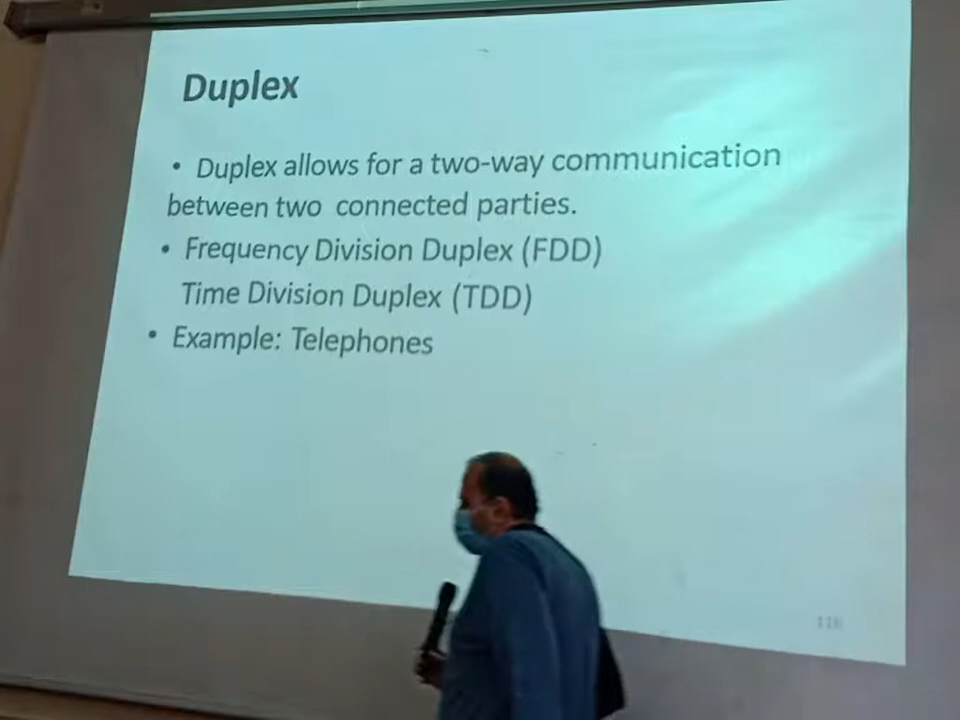 Duplex
• Duplex allows for a two-way communication
between two connected parties.
• Frequency Division Duplex (FDD)
Time Division Duplex (TDD)
• Example: Telephones